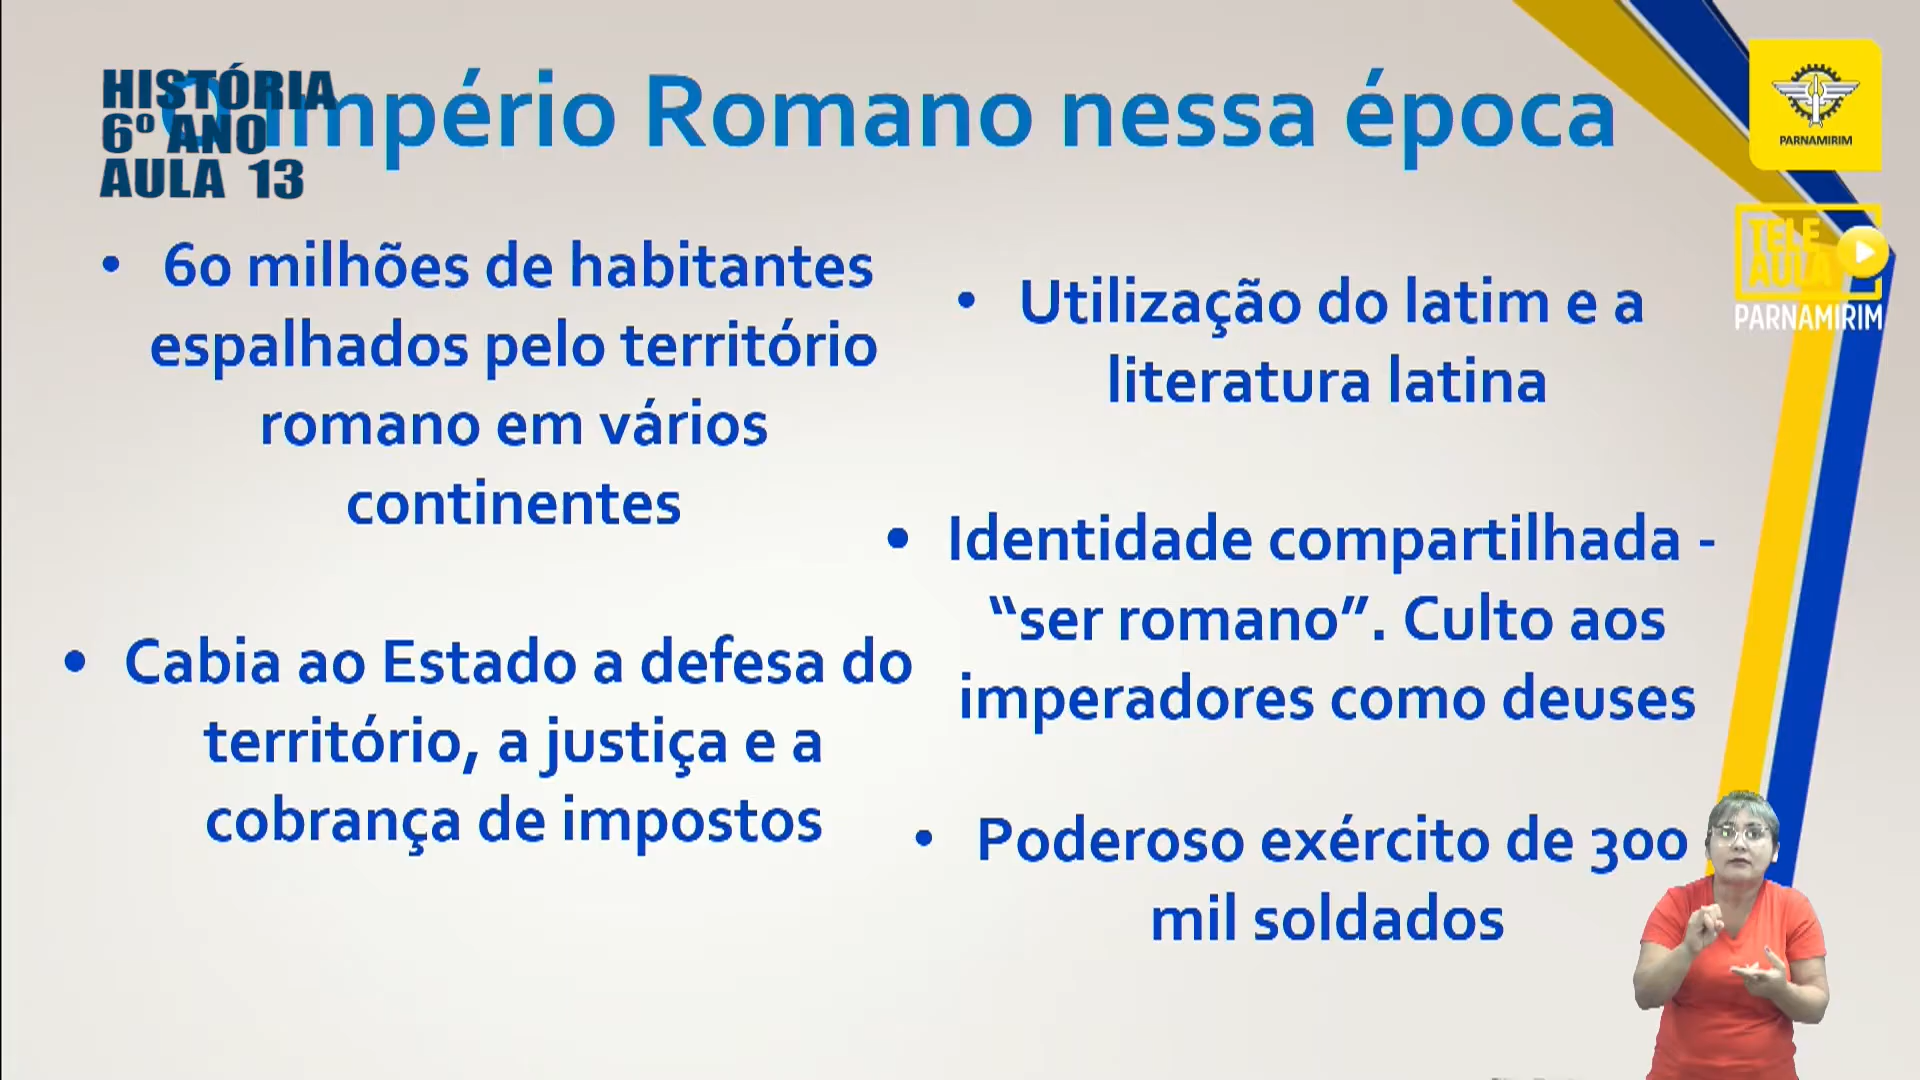 HISTÓRIA
6º ANO
AULA 13
O Império Romano nessa época
• 60 milhões de habitantes
espalhados pelo território
romano em vários
continentes
• Cabia ao Estado a defesa do
território, a justiça e a
cobrança de impostos
• Utilização do latim e a
literatura latina
• Identidade compartilhada -
“ser romano”. Culto aos
imperadores como deuses
• Poderoso exército de 300
mil soldados
PARNAMIRIM
TELE
AULA
PARNAMIRIM